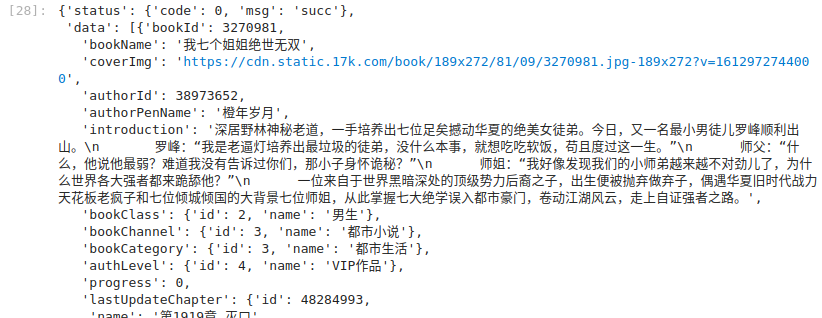 [28]: {'status': {'code': 0, 'msg': 'succ'},
'data': [{'bookId': 3270981,
'bookName': '我七个姐姐绝世无双',
'coverImg': 'https://cdn.static.17k.com/book/189x272/81/09/3270981.jpg-189x272?v=161297274400
0',
'authorId': 38973652,
'authorPenName': '橙年岁月',
'introduction': '深居野林神秘老道，一手培养出七位足矣撼动华夏的绝美女徒弟。今日，又一名最小男徒儿罗峰顺利出
山。\n 罗峰：“我是老逼灯培养出最垃圾的徒弟，没什么本事，就想吃吃软饭，苟且度过这一生。”\n 师父：“什
么，他说他最弱？难道我没有告诉过你们，那小子身怀诡秘？”\n 师姐：“我好像发现我们的小师弟越来越不对劲儿了，为什
么世界各大强者都来跪舔他？”\n 一位来自于世界黑暗深处的顶级势力后裔之子，出生便被抛弃做弃子，偶遇华夏旧时代战力
天花板老疯子和七位倾城倾国的大背景七位师姐，从此掌握七大绝学误入都市豪门，卷动江湖风云，走上自证强者之路。',
'bookClass': {'id': 2, 'name': '男生'},
'bookChannel': {'id': 3, 'name': '都市小说'},
'bookCategory': {'id': 3, 'name': '都市生活'},
'authLevel': {'id': 4, 'name': 'VIP作品'},
'progress': 0,
'lastUpdateChapter': {'id': 48284993,
'name': '第1919章 灭口'